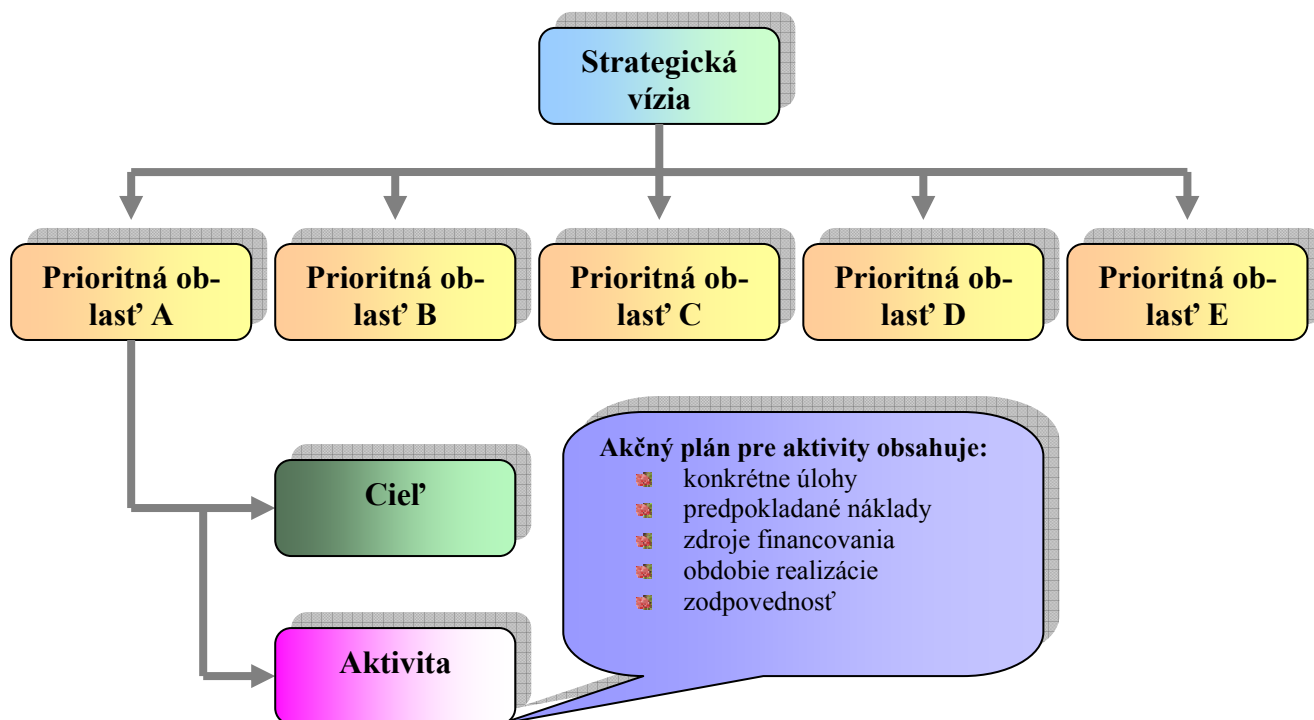 Strategická
vízia
Prioritná ob-
lasť A
Prioritná ob-
lasť B
Prioritná ob-
lasť C
Prioritná ob-
lasť D
Prioritná ob-
lasť E
Cieľ
Akčný plán pre aktivity obsahuje:
konkrétne úlohy
predpokladané náklady
zdroje financovania
obdobie realizácie
zodpovednosť
Aktivita